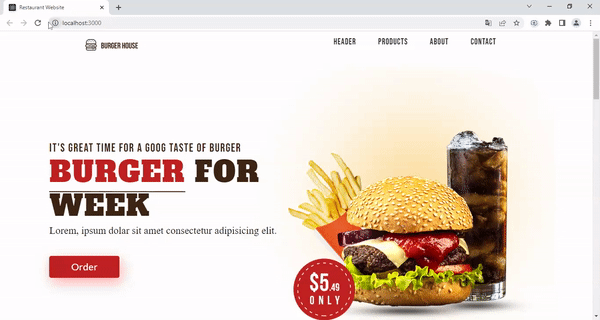 Restaurant Website
localhost:3000
BURGER HOUSE
HEADER PRODUCTS ABOUT CONTACT
IT'S GREAT TIME FOR A GOOG TASTE OF BURGER
BURGER FOR
WEEK
Lorem, ipsum dolor sit amet consectetur adipisicing elit.
Order
$5.49
ONLY